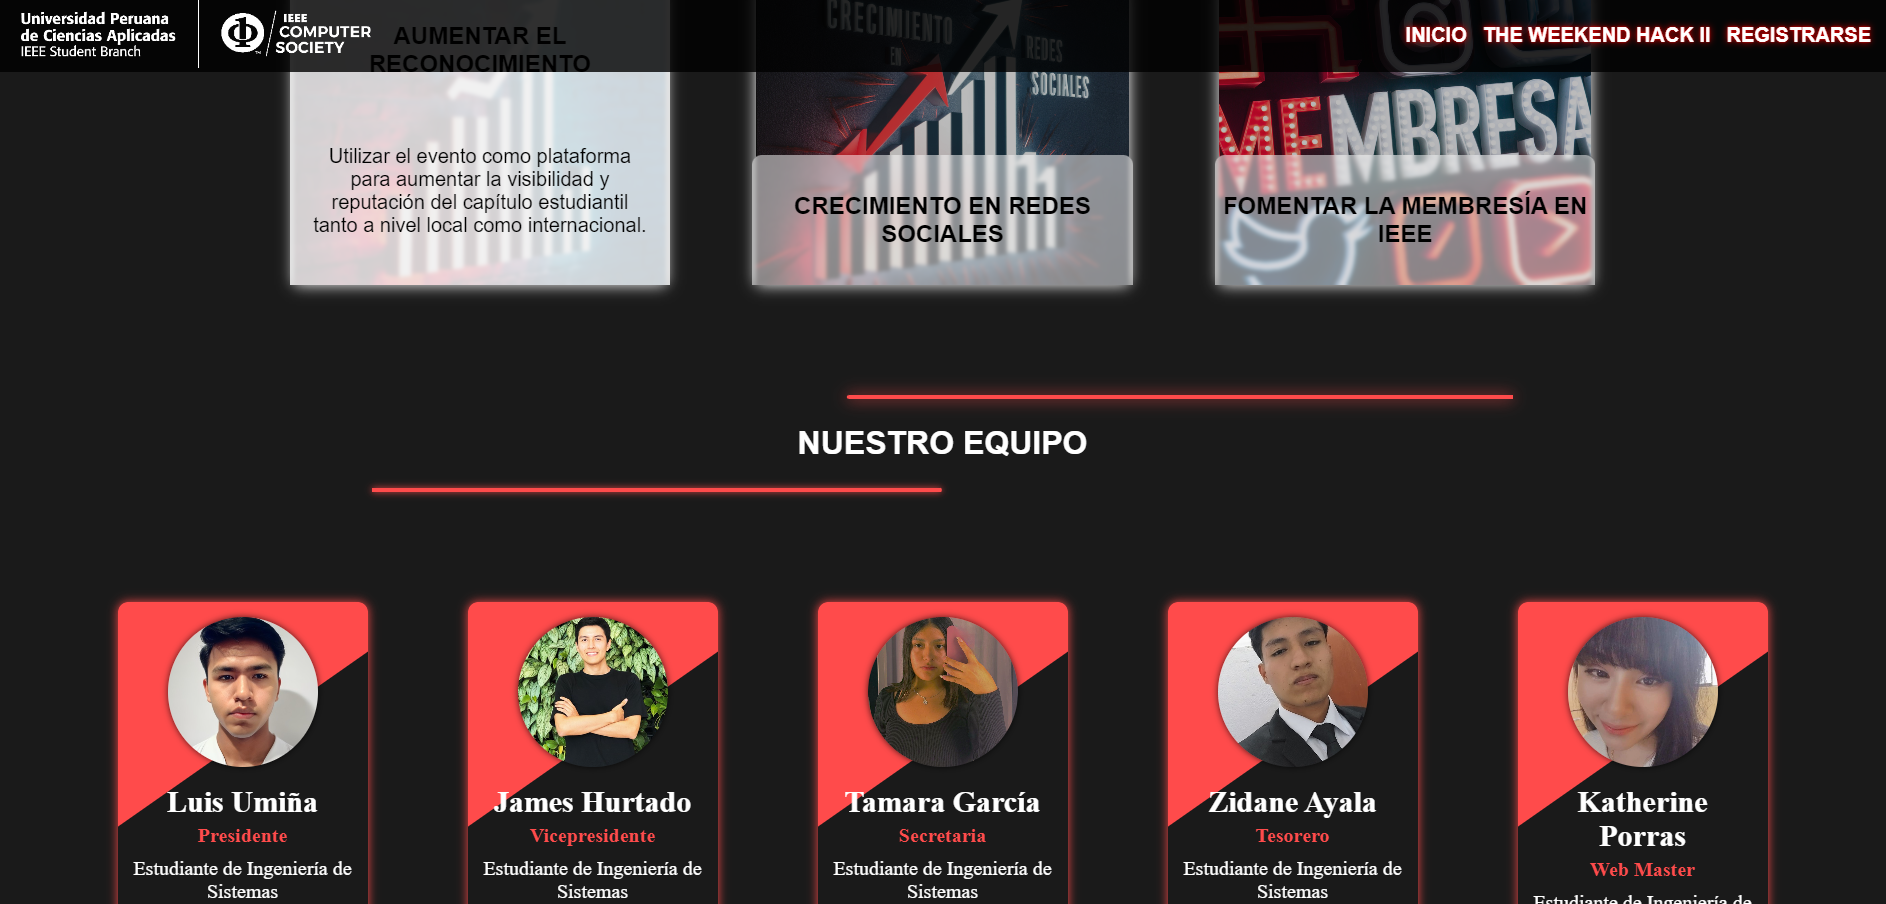 Universidad Peruana
de Ciencias Aplicadas
IEEE Student Branch
IEEE
COMPUTER
SOCIETY
INICIO THE WEEKEND HACK II REGISTRARSE
AUMENTAR EL
RECONOCIMIENTO
Utilizar el evento como plataforma
para aumentar la visibilidad y
reputación del capítulo estudiantil
tanto a nivel local como internacional.
CRECIMIENTO
EN
REDES
SOCIALES
CRECIMIENTO EN REDES
SOCIALES
MEMBRESA
FOMENTAR LA MEMBRESÍA EN
IEEE
NUESTRO EQUIPO
Luis Umiña
Presidente
Estudiante de Ingeniería de
Sistemas
James Hurtado
Vicepresidente
Estudiante de Ingeniería de
Sistemas
Tamara García
Secretaria
Estudiante de Ingeniería de
Sistemas
Zidane Ayala
Tesorero
Estudiante de Ingeniería de
Sistemas
Katherine
Porras
Web Master
Estudiante de Ingeniería de